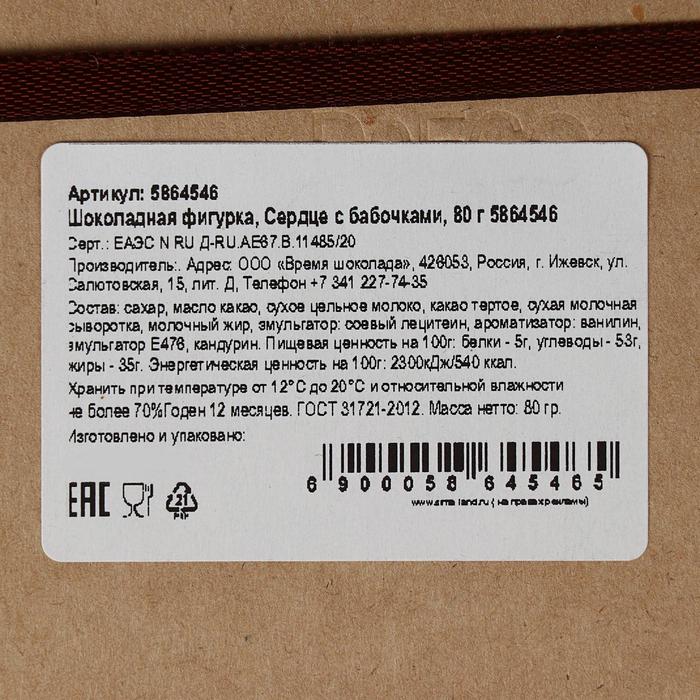 Артикул: 5864546
Шоколадная фигурка, Сердце с бабочками, 80 г 5864546
Серт.: ЕАЭС N RU Д-RU.АЕ67.В.11485/20
Производитель:. Адрес: ООО «Время шоколада», 426053, Россия, г. Ижевск, ул.
Салютовская, 15, лит. Д, Телефон +7 341 227-74-35
Состав: сахар, масло какао, сухое цельное молоко, какао тертое, сухая молочная
сыворотка, молочный жир, эмульгатор: соевый лецитеин, ароматизатор: ванилин,
эмульгатор Е476, кандурин. Пищевая ценность на 100г: белки - 5г, углеводы - 53г,
жиры - 35г. Энергетическая ценность на 100г: 2300кДж/540 ккал.
Хранить при температуре от 12°С до 20°С и относительной влажности
не более 70%Годен 12 месяцев. ГОСТ 31721-2012. Масса нетто: 80 гр.
Изготовлено и упаковано:
EAC
21
PAP
6 900058 645465
(на правах рекламы)